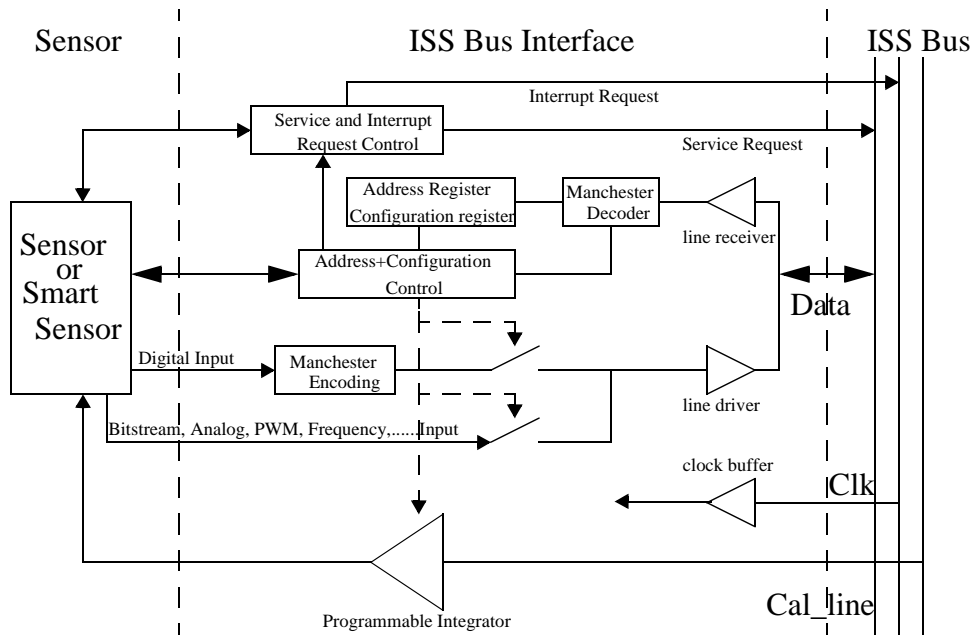 Sensor
ISS Bus Interface
ISS Bus
Interrupt Request
Service and Interrupt
Request Control
Service Request
Address Register
Configuration register
Manchester
Decoder
line receiver
Sensor
or
Smart
Sensor
Address+Configuration
Control
Data
Digital Input
Manchester
Encoding
line driver
Bitstream, Analog, PWM, Frequency,......Input
clock buffer
Clk
Programmable Integrator
Cal_line